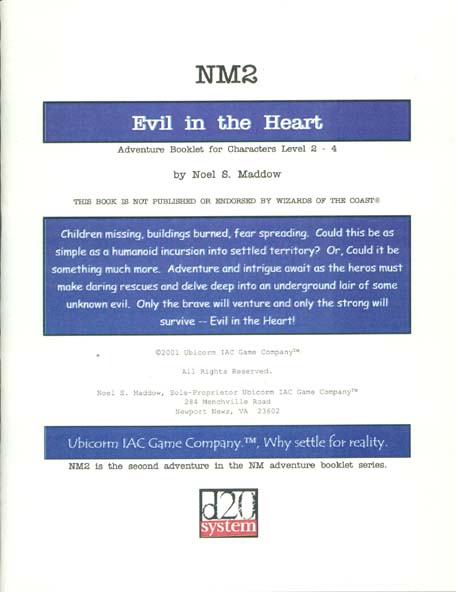 NM2
Evil in the Heart
Adventure Booklet for Characters Level 2 - 4
by Noel S. Maddow
THIS BOOK IS NOT PUBLISHED OR ENDORSED BY WIZARDS OF THE COAST®
Children missing, buildings burned, fear spreading. Could this be as
simple as a humanoid incursion into settled territory? Or, Could it be
something much more. Adventure and intrigue await as the heros must
make daring rescues and delve deep into an underground lair of some
unknown evil. Only the brave will venture and only the strong will
survive -- Evil in the Heart!
©2001 Ubicorm IAC Game Company™
All Rights Reserved.
Noel S. Maddow, Sole-Proprietor Ubicorm IAC Game Company™
284 Menchville Road
Newport News, VA 23602
Ubicorm IAC Game Company.™, Why settle for reality.
NM2 is the second adventure in the NM adventure booklet series.
d20
system